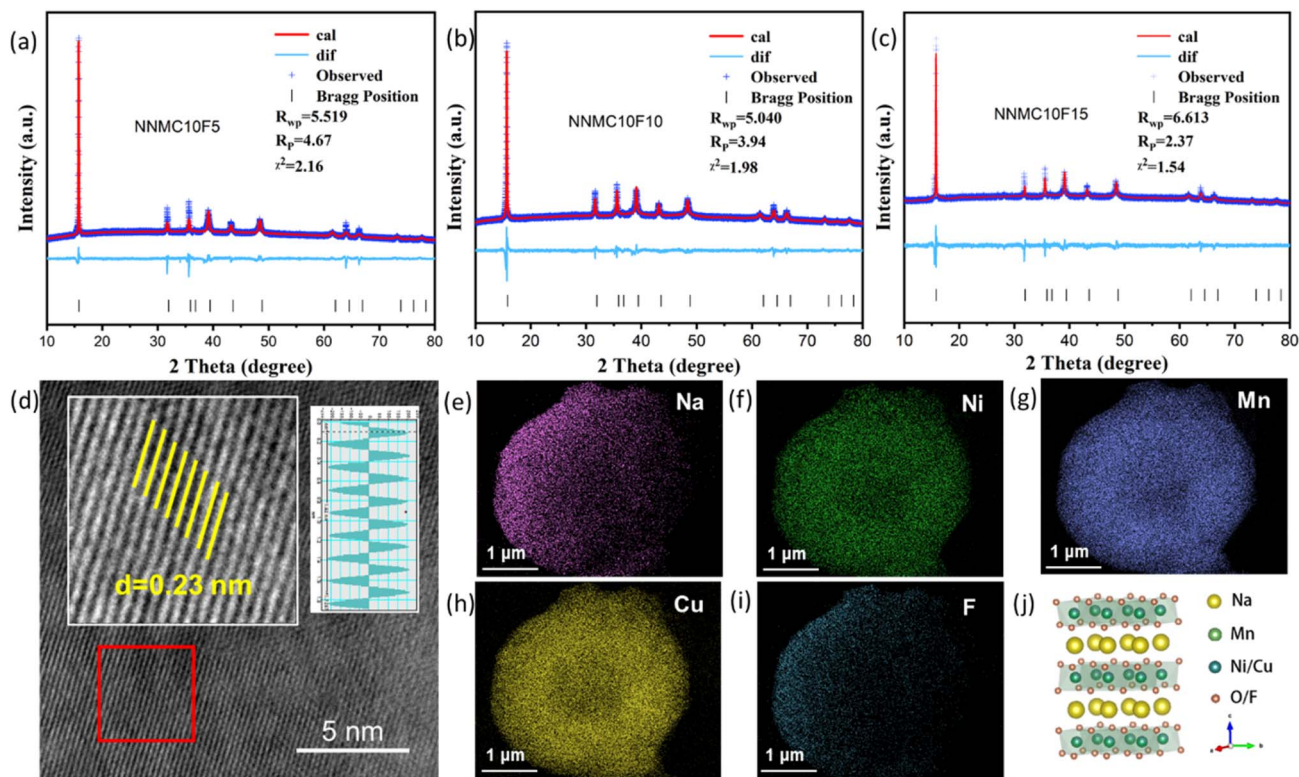 (a)
cal
dif
Observed
Bragg Position
NNMC10F5
Rwp=5.519
RP=4.67
χ2=2.16
Intensity (a.u.)
10 20 30 40 50 60 70 80
2 Theta (degree)
(b)
cal
dif
Observed
Bragg Position
NNMC10F10
Rwp=5.040
RP=3.94
χ2=1.98
Intensity (a.u.)
10 20 30 40 50 60 70 80
2 Theta (degree)
(c)
cal
dif
Observed
Bragg Position
NNMC10F15
Rwp=6.613
RP=2.37
χ2=1.54
Intensity (a.u.)
10 20 30 40 50 60 70 80
2 Theta (degree)
(d)
d=0.23 nm
5 nm
(e)
Na
1 μm
(f)
Ni
1 μm
(g)
Mn
1 μm
(h)
Cu
1 μm
(i)
F
1 μm
(j)
Na
Mn
Ni/Cu
O/F
c
a
b